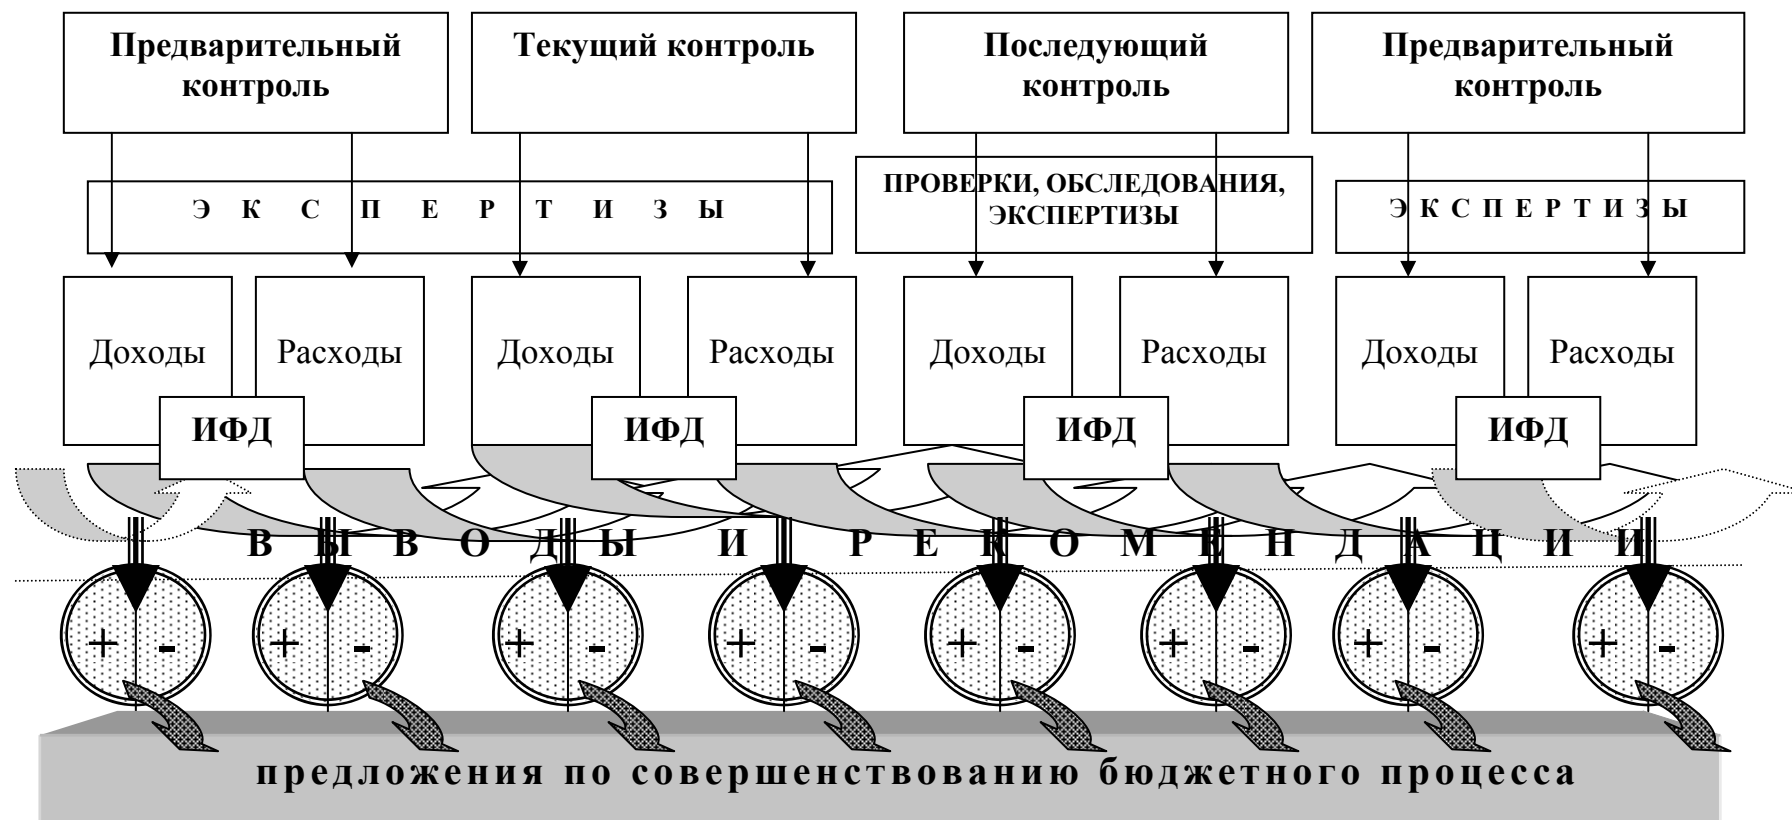 Предварительный
контроль
Текущий контроль
Последующий
контроль
Предварительный
контроль
Э К С П Е Р Т И З Ы
ПРОВЕРКИ, ОБСЛЕДОВАНИЯ,
ЭКСПЕРТИЗЫ
Э К С П Е Р Т И З Ы
Доходы
Расходы
Доходы
Расходы
Доходы
Расходы
Доходы
Расходы
ИФД
ИФД
ИФД
ИФД
В Ы В О Д Ы И Р Е К О М Е Н Д А Ц И И
+ -
+ -
+ -
+ -
+ -
+ -
+ -
+ -
предложения по совершенствованию бюджетного процесса